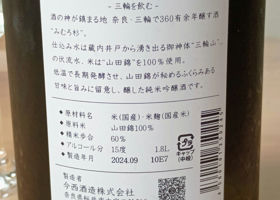 －三輪を飲む－
酒の神が鎮まる地 奈良・三輪で360有余年醸す酒
“みむろ杉”
仕込み水は蔵内井戸から湧き出る御神体“三輪山”
の伏流水、米は“山田錦”を100％使用。
低温で長期発酵させ、山田錦が秘めるふくらみある
甘味と旨みに留意し、醸した純米吟醸酒です。
●原材料名 米（国産）・米麹（国産米）
●原料米 山田錦100％
●精米歩合 60％
●アルコール分 15度 1.8L
●製造年月 2024.09 10E7
キャップ
（中栓）
製造者
今西酒造株式会社